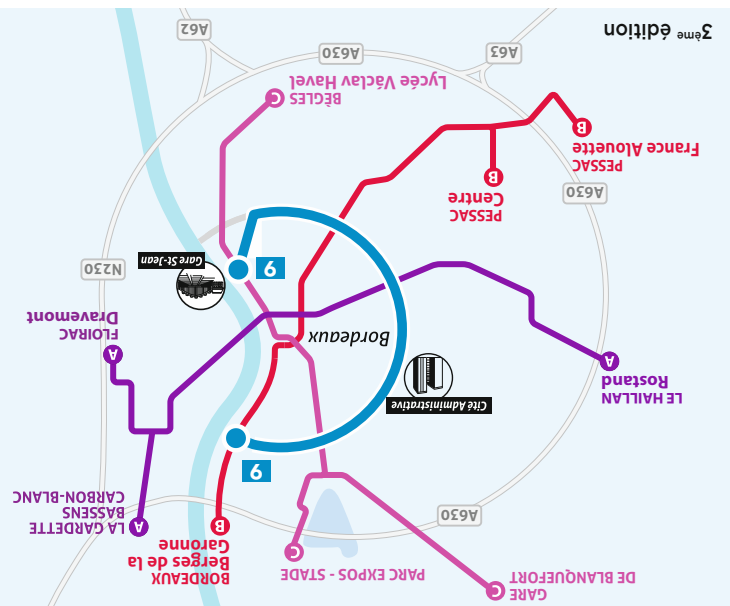 GARE
DE BLANQUEFORT
C
PARC EXPOS - STADE
C
BORDEAUX
Berges de la
Garonne
B
A630
LA GARDETTE
BASSENS
CARBON-BLANC
A
9
Cité Administrative
LE HAILLAN
Rostand
A
Bordeaux
A
FLOIRAC
Dravemont
9
Gare St-Jean
N230
A630
PESSAC
Centre
B
PESSAC
France Alouette
B
BÈGLES
Lycée Václav Havel
C
A63
A630
A62
3ème édition